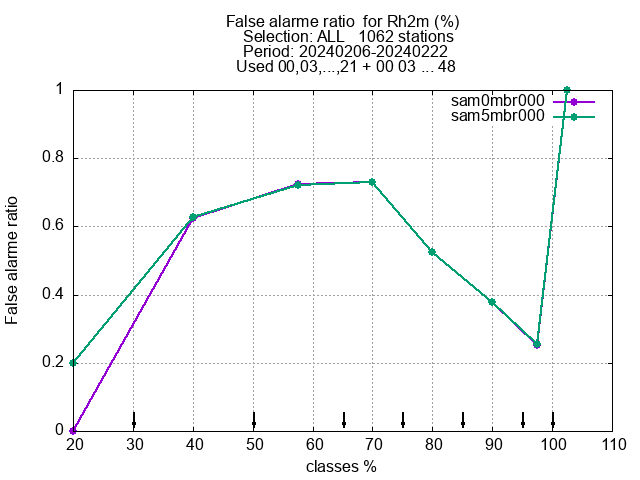 False alarme ratio  for Rh2m (%)
Selection: ALL   1062 stations
Period: 20240206-20240222
Used 00,03,...,21 + 00 03 ... 48
sam0mbr000
sam5mbr000
1
0.8
0.6
0.4
0.2
0
False alarme ratio
20 30 40 50 60 70 80 90 100 110
classes %